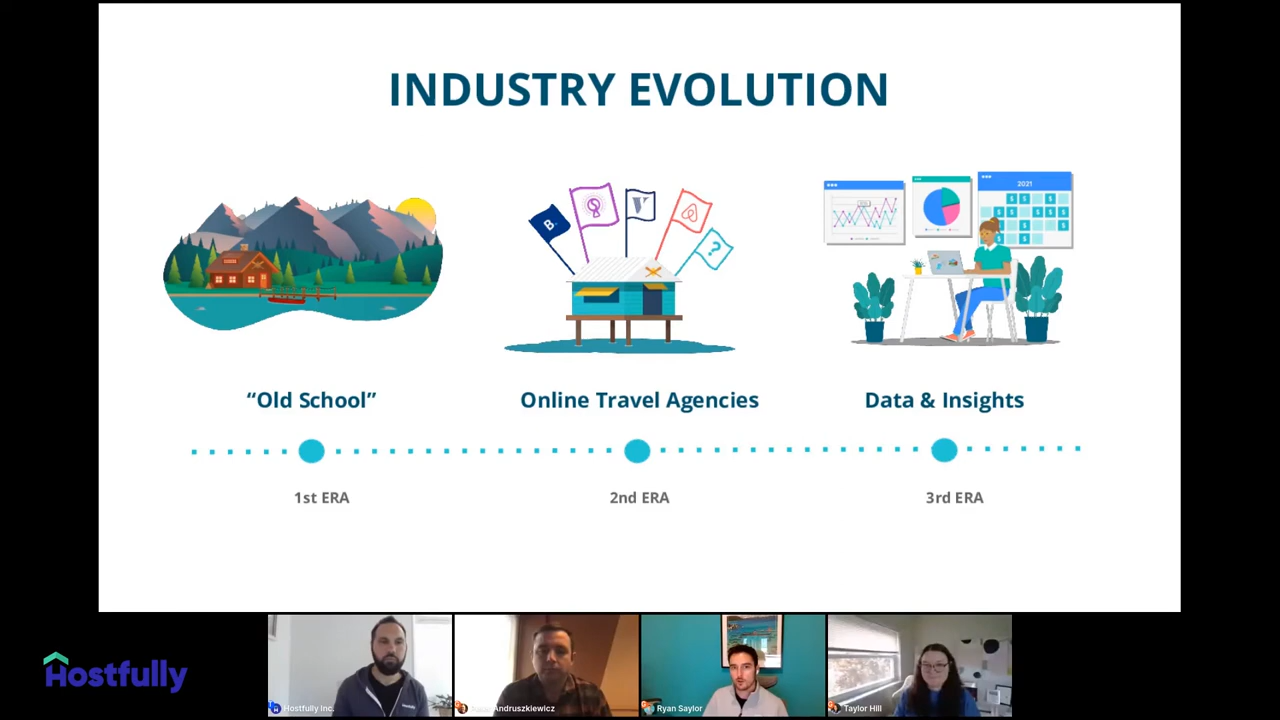 INDUSTRY EVOLUTION
B.
V
?
2021
“Old School”
Online Travel Agencies
Data & Insights
1st ERA
2nd ERA
3rd ERA
Hostfully
Hostfully Inc.
Andruszkiewicz
Ryan Saylor
Taylor Hill